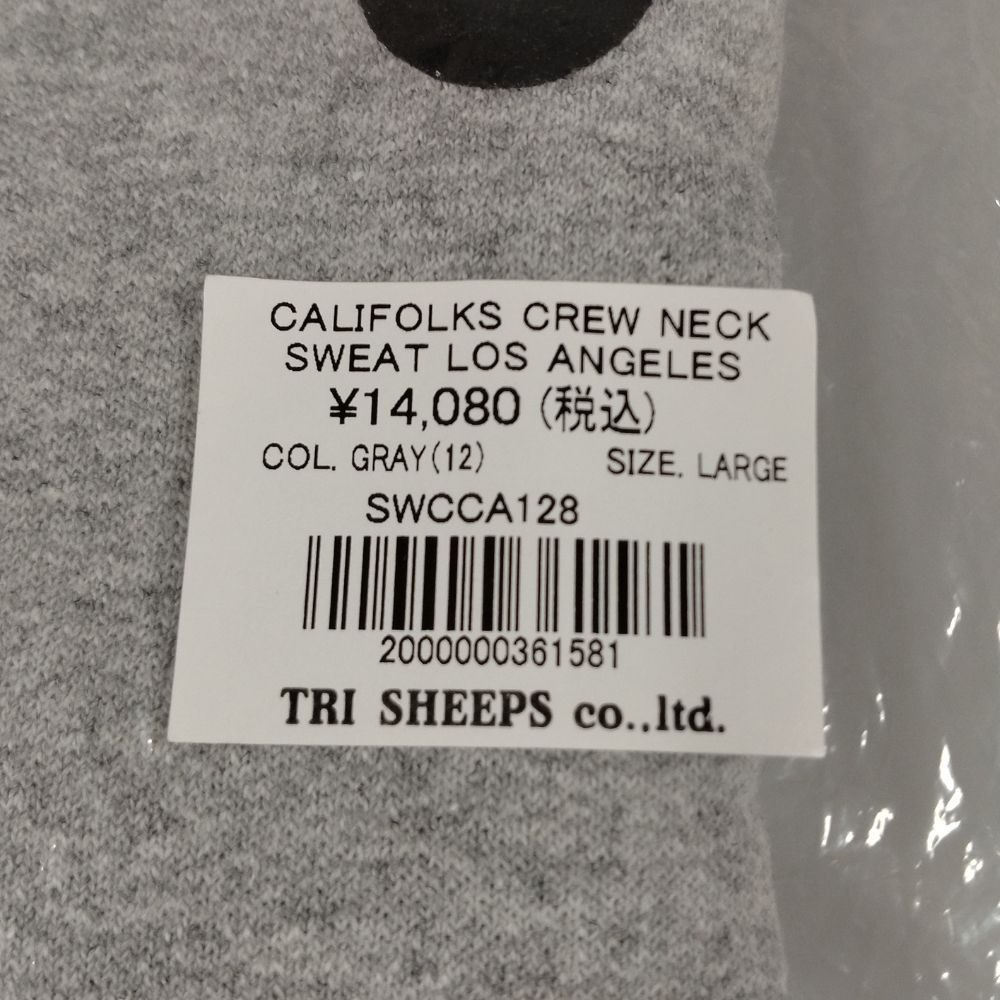 CALIFOLKS CREW NECK
SWEAT LOS ANGELES
¥14,080 (税込)
COL. GRAY(12) SIZE. LARGE
SWCCA128
2000000361581
TRI SHEEPS co.,ltd.